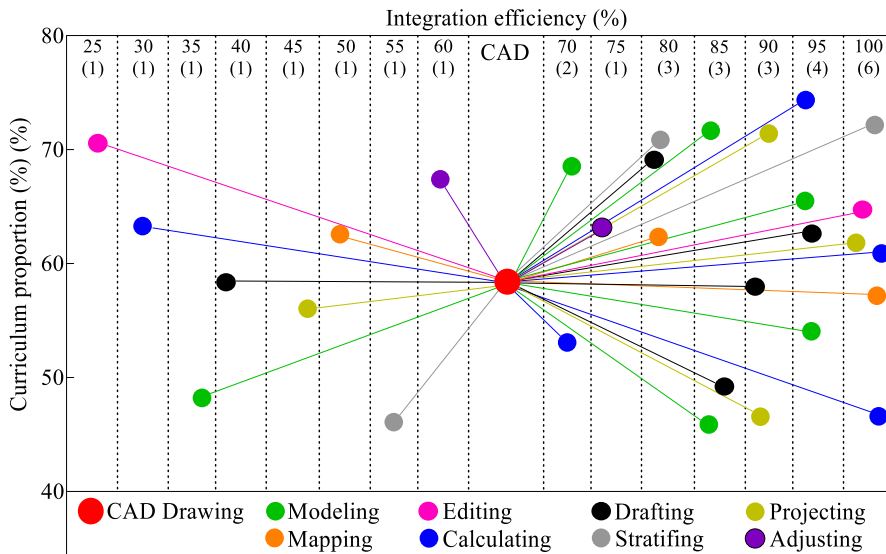 Integration efficiency (%)
80 25 30 35 40 45 50 55 60 CAD 70 75 80 85 90 95 100
(1) (1) (1) (1) (1) (1) (1) (1) (2) (1) (3) (3) (3) (4) (6)
70
60
50
40
Curriculum proportion (%) (%)
CAD Drawing Modeling Editing Drafting Projecting
Mapping Calculating Stratifing Adjusting